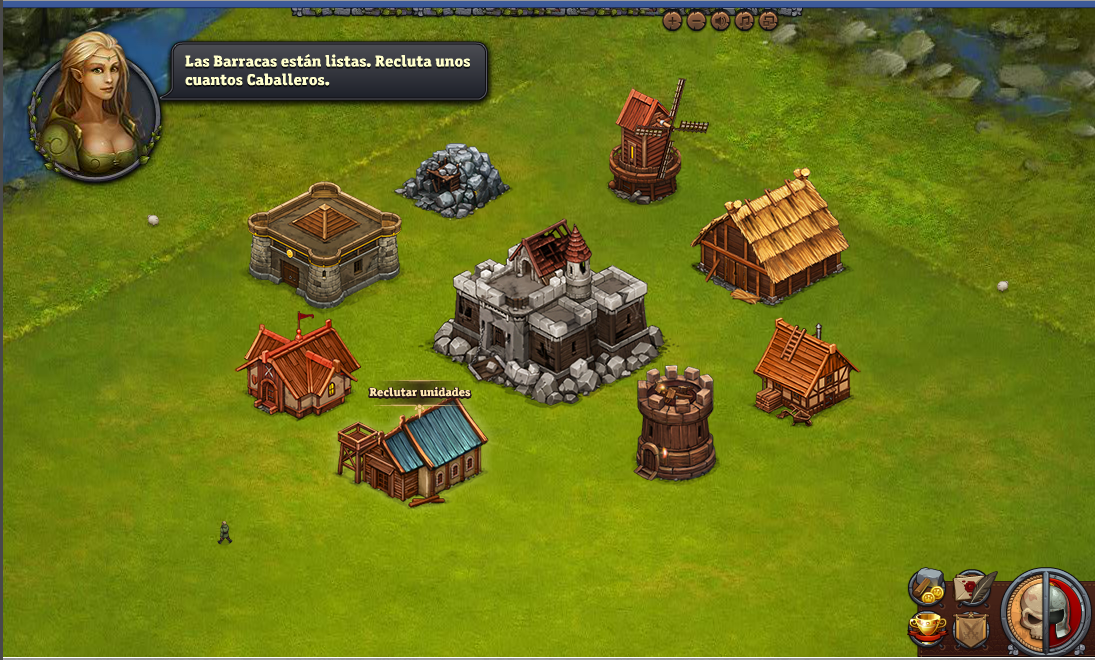 Las Barracas están listas. Recluta unos
cuantos Caballeros.
Reclutar unidades